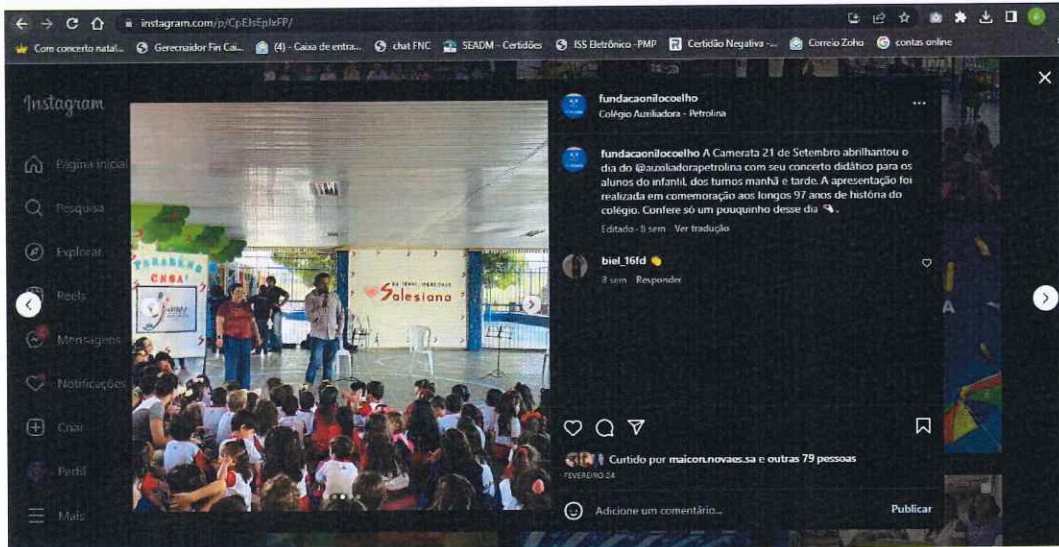 instagram.com/p/CpEJsEpJxFP/
Com concerto natal...
Gerecnaidor Fin Cai...
(4) - Caixa de entra...
chat FNC
SEADM - Certidões
ISS Eletrônico -PMP
Certidão Negativa -...
Correio Zoho
contas online
Instagram
Página inicial
Pesquisa
Explorar
Reels
Mensagens
Notificações
Criar
Perfil
Mais
PARABÉNS
CNSA
Salesiano
fundacaonilocoelho
Colégio Auxiliadora - Petrolina
fundacaonilocoelho A Camerata 21 de Setembro abrilhantou o
dia do @auxiliadorapetrolina com seu concerto didático para os
alunos do infantil, dos turnos manhã e tarde. A apresentação foi
realizada em comemoração aos longos 97 anos de história do
colégio. Confere só um pouquinho desse dia
Editado · 8 sem Ver tradução
biel_16fd
8 sem Responder
Curtido por maicon.novaes.sa e outras 79 pessoas
FEVEREIRO 24
Adicione um comentário...
Publicar